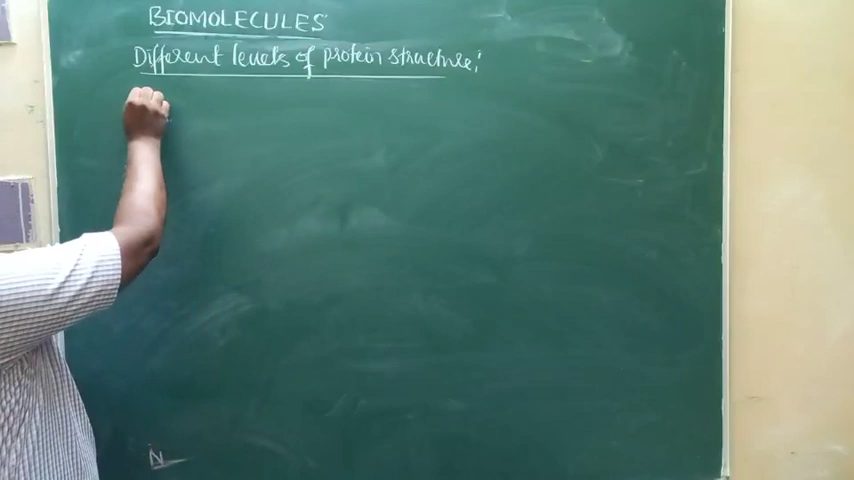 BIOMOLECULES
Different levels of protein structure;
N